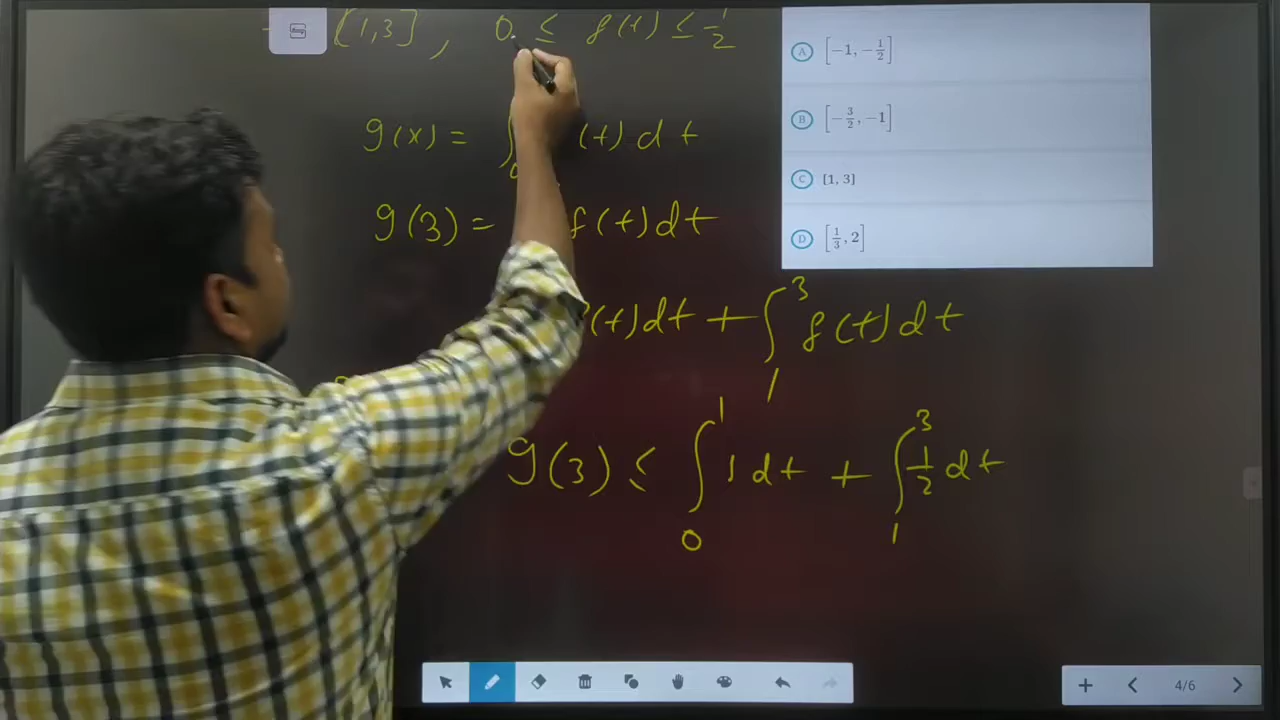 [1,3] , 0 ≤ f(t) ≤ 1/2
g(x) = ∫ (t) dt
g(3) = f(t) dt
(t) dt + ∫₁³ f(t) dt
g(3) ≤ ∫₀¹ 1 dt + ∫₁³ 1/2 dt
A [−1, −1/2]
B [−3/2, −1]
C [1, 3]
D [1/3, 2]
4/6